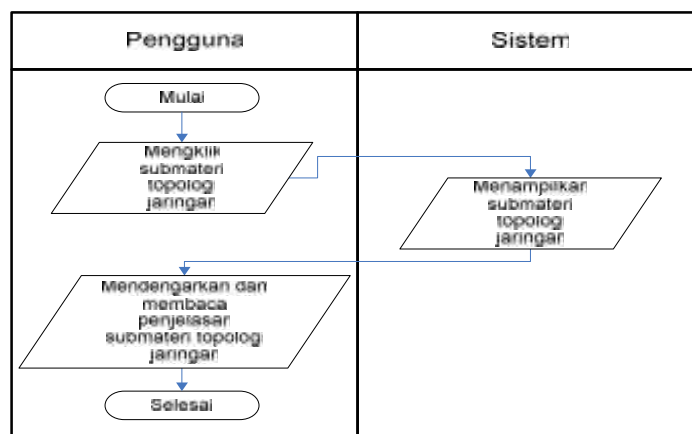 Pengguna
Sistem
Mulai
Mengklik
submateri
topologi
jaringan
Menampilkan
submateri
topologi
jaringan
Mendengarkan dan
membaca
penjelasan
submateri topologi
jaringan
Selesai